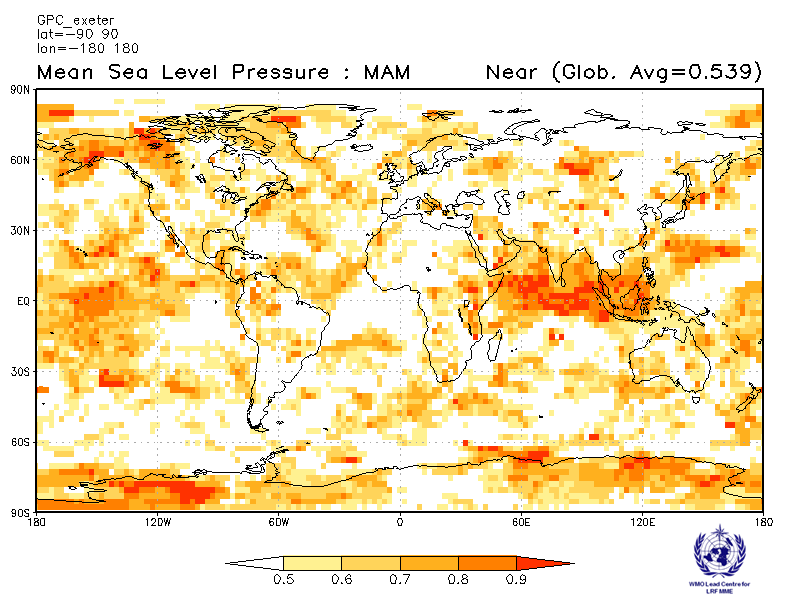 GPC_exeter
lat=-90 90
lon=-180 180
Mean Sea Level Pressure : MAM Near (Glob. Avg=0.539)
90N
60N
30N
EQ
30S
60S
90S
180 120W 60W 0 60E 120E 180
0.5 0.6 0.7 0.8 0.9
WMO Lead Centre for
LRF MME